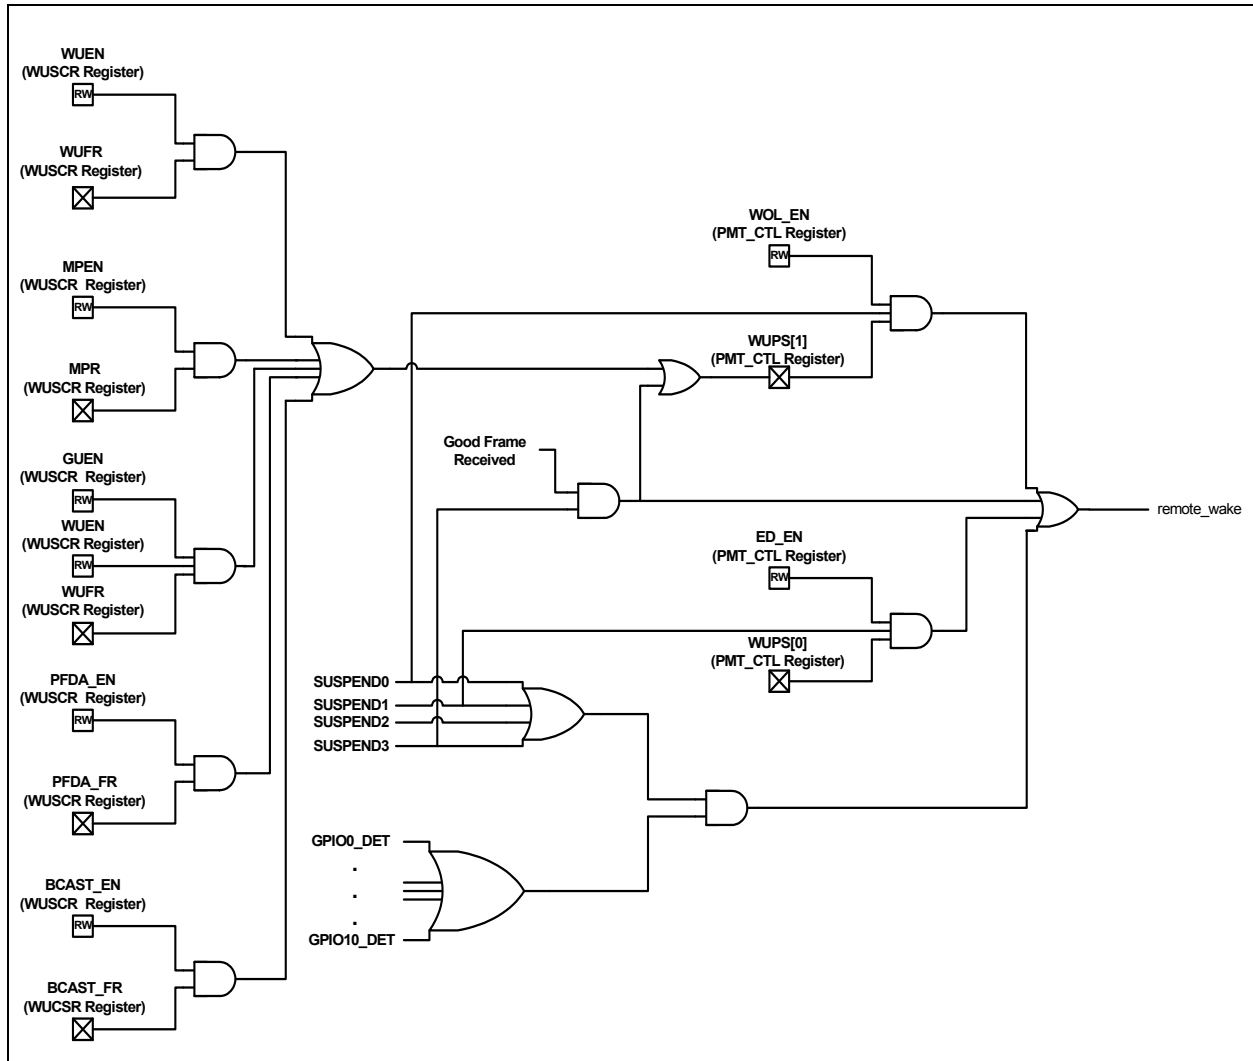 WUEN
(WUSCR Register)
RW
WUFR
(WUSCR Register)
MPEN
(WUSCR Register)
RW
MPR
(WUSCR Register)
GUEN
(WUSCR Register)
RW
WUEN
(WUSCR Register)
RW
WUFR
(WUSCR Register)
PFDA_EN
(WUSCR Register)
RW
PFDA_FR
(WUSCR Register)
BCAST_EN
(WUSCR Register)
RW
BCAST_FR
(WUCSR Register)
Good Frame
Received
SUSPEND0
SUSPEND1
SUSPEND2
SUSPEND3
GPIO0_DET
.
.
.
GPIO10_DET
WOL_EN
(PMT_CTL Register)
RW
WUPS[1]
(PMT_CTL Register)
ED_EN
(PMT_CTL Register)
RW
WUPS[0]
(PMT_CTL Register)
remote_wake